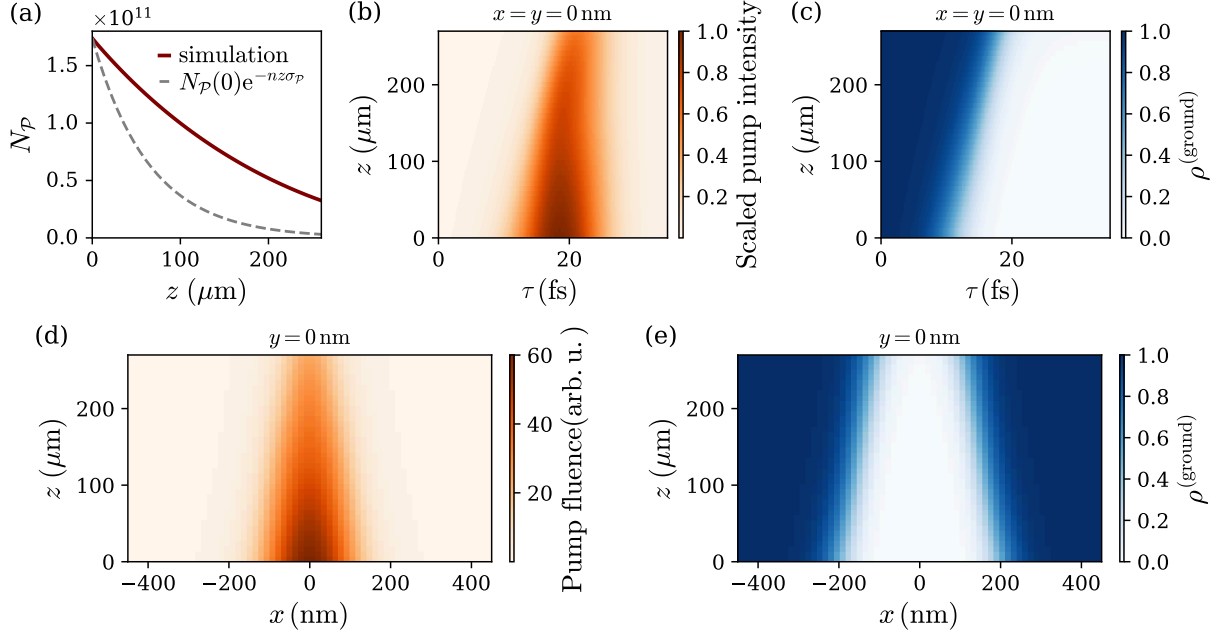 (a)
×10¹¹
1.5
1.0
0.5
0.0
N_𝒫
simulation
N_𝒫(0)e^{−nzσ_𝒫}
0
100
200
z (μm)
(b)
x = y = 0 nm
200
100
0
z (μm)
0
20
τ (fs)
1.0
0.8
0.6
0.4
0.2
Scaled pump intensity
(c)
x = y = 0 nm
200
100
0
z (μm)
0
20
τ (fs)
1.0
0.8
0.6
0.4
0.2
0.0
ρ^{(ground)}
(d)
y = 0 nm
200
100
0
z (μm)
−400
−200
0
200
400
x (nm)
60
40
20
Pump fluence(arb. u. )
(e)
y = 0 nm
200
100
0
z (μm)
−400
−200
0
200
400
x (nm)
1.0
0.8
0.6
0.4
0.2
0.0
ρ^{(ground)}